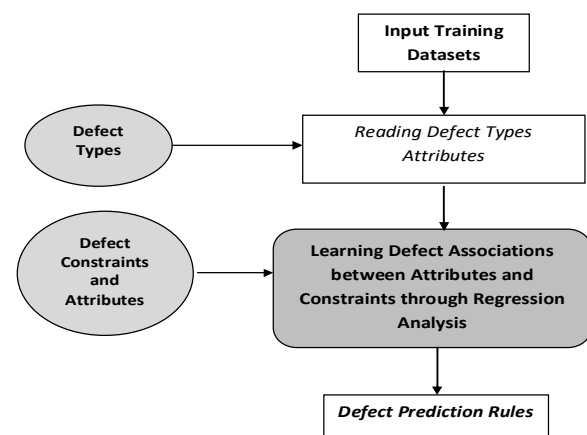 Input Training
Datasets
Defect
Types
Reading Defect Types
Attributes
Defect
Constraints
and
Attributes
Learning Defect Associations
between Attributes and
Constraints through Regression
Analysis
Defect Prediction Rules